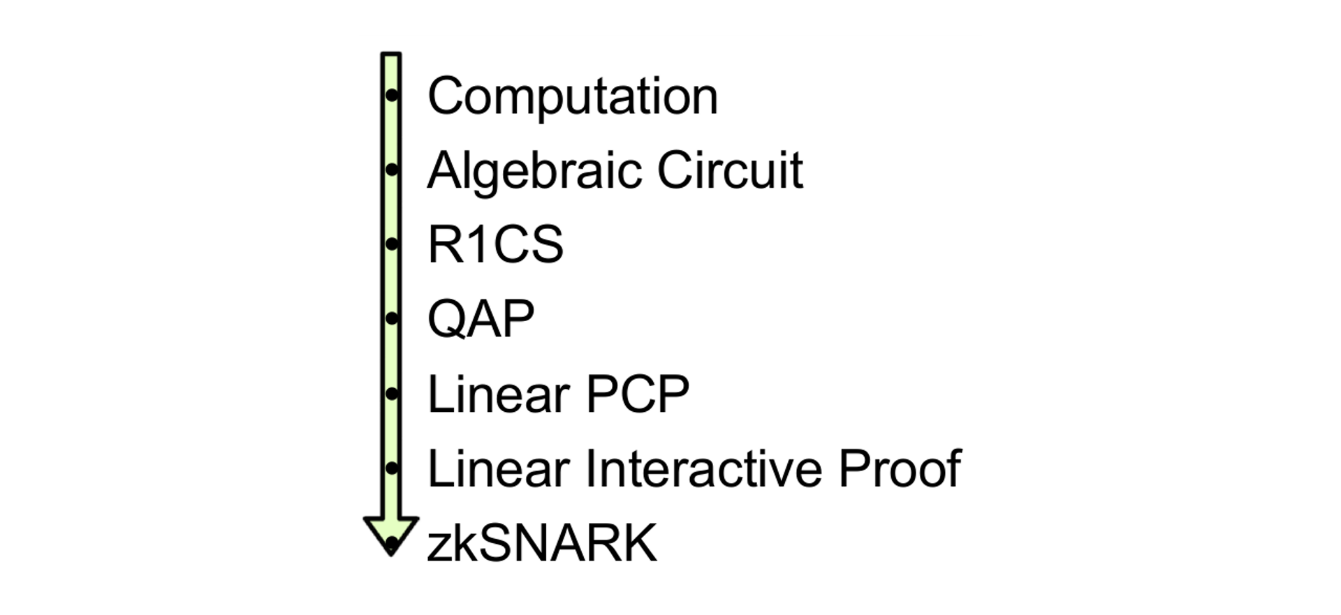 Computation
Algebraic Circuit
R1CS
QAP
Linear PCP
Linear Interactive Proof
zkSNARK